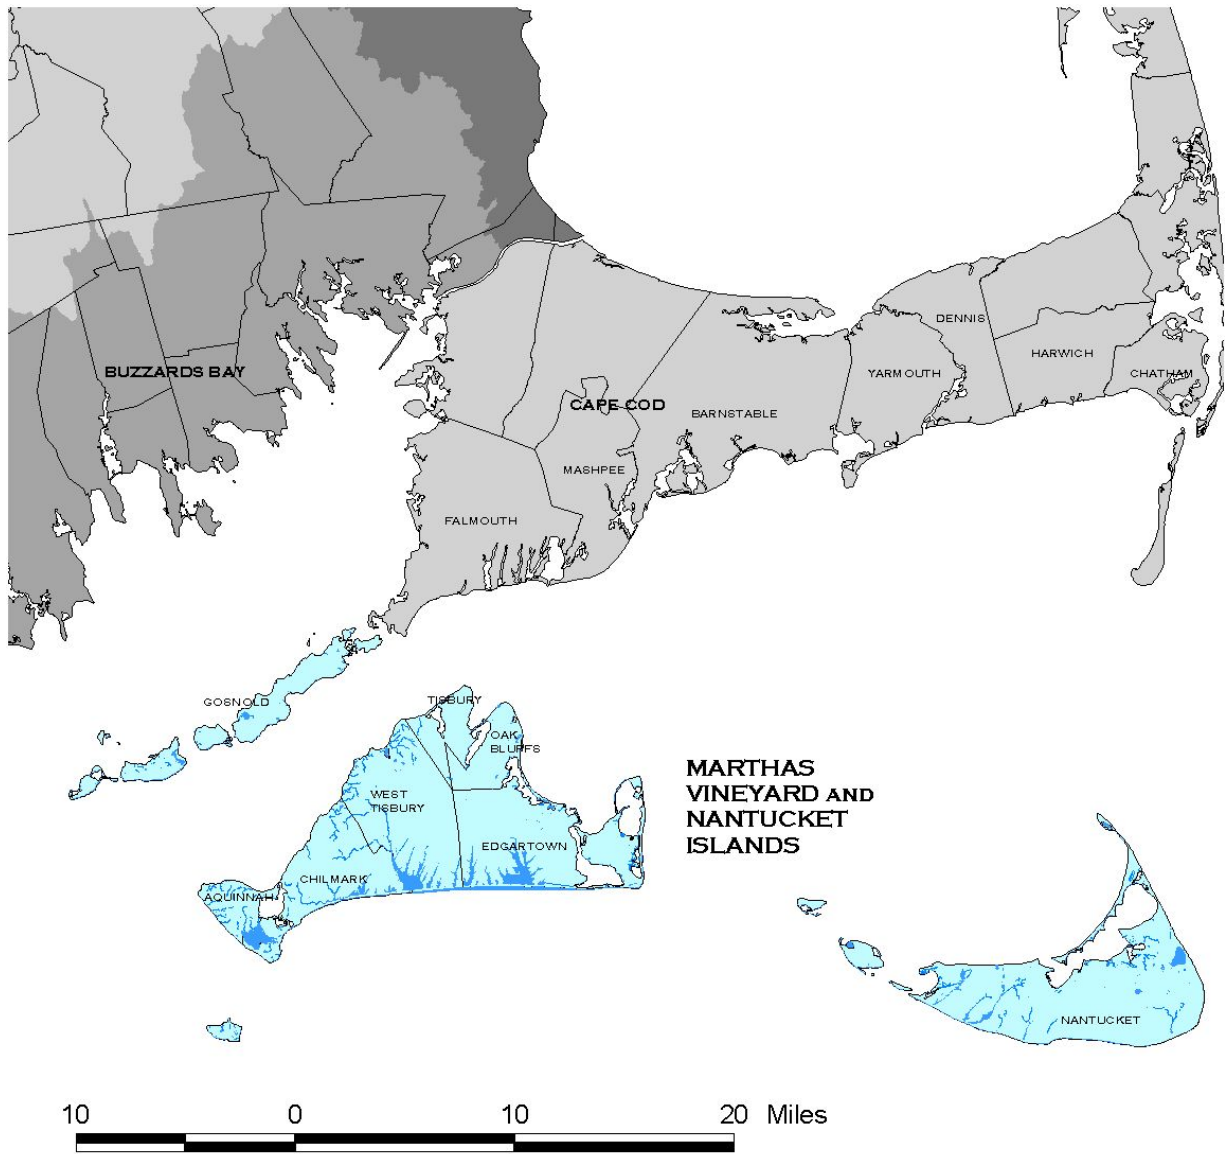 DENNIS
HARWICH
BUZZARDS BAY
YARMOUTH
CHATHAM
CAPE COD
BARNSTABLE
MASHPEE
FALMOUTH
GOSNOLD
TISBURY
OAK
BLUFFS
MARTHAS
VINEYARD AND
NANTUCKET
ISLANDS
WEST
TISBURY
EDGARTOWN
CHILMARK
AQUINNAH
NANTUCKET
10 0 10 20 Miles